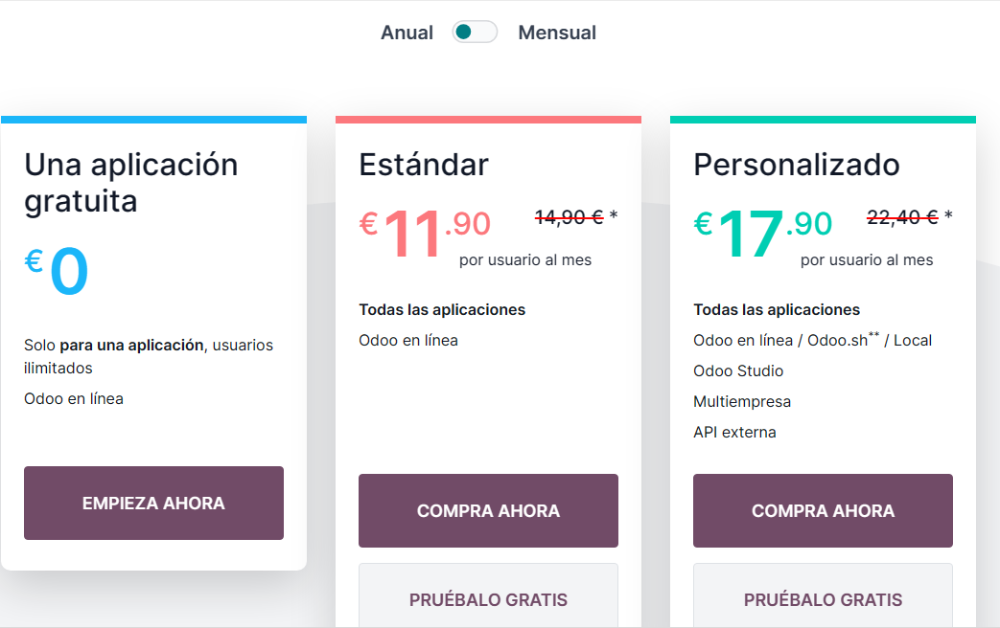 Anual Mensual
Una aplicación
gratuita
€ 0
Solo para una aplicación, usuarios
ilimitados
Odoo en línea
EMPIEZA AHORA
Estándar
€ 11.90 14,90 € *
por usuario al mes
Todas las aplicaciones
Odoo en línea
COMPRA AHORA
PRUÉBALO GRATIS
Personalizado
€ 17.90 22,40 € *
por usuario al mes
Todas las aplicaciones
Odoo en línea / Odoo.sh** / Local
Odoo Studio
Multiempresa
API externa
COMPRA AHORA
PRUÉBALO GRATIS